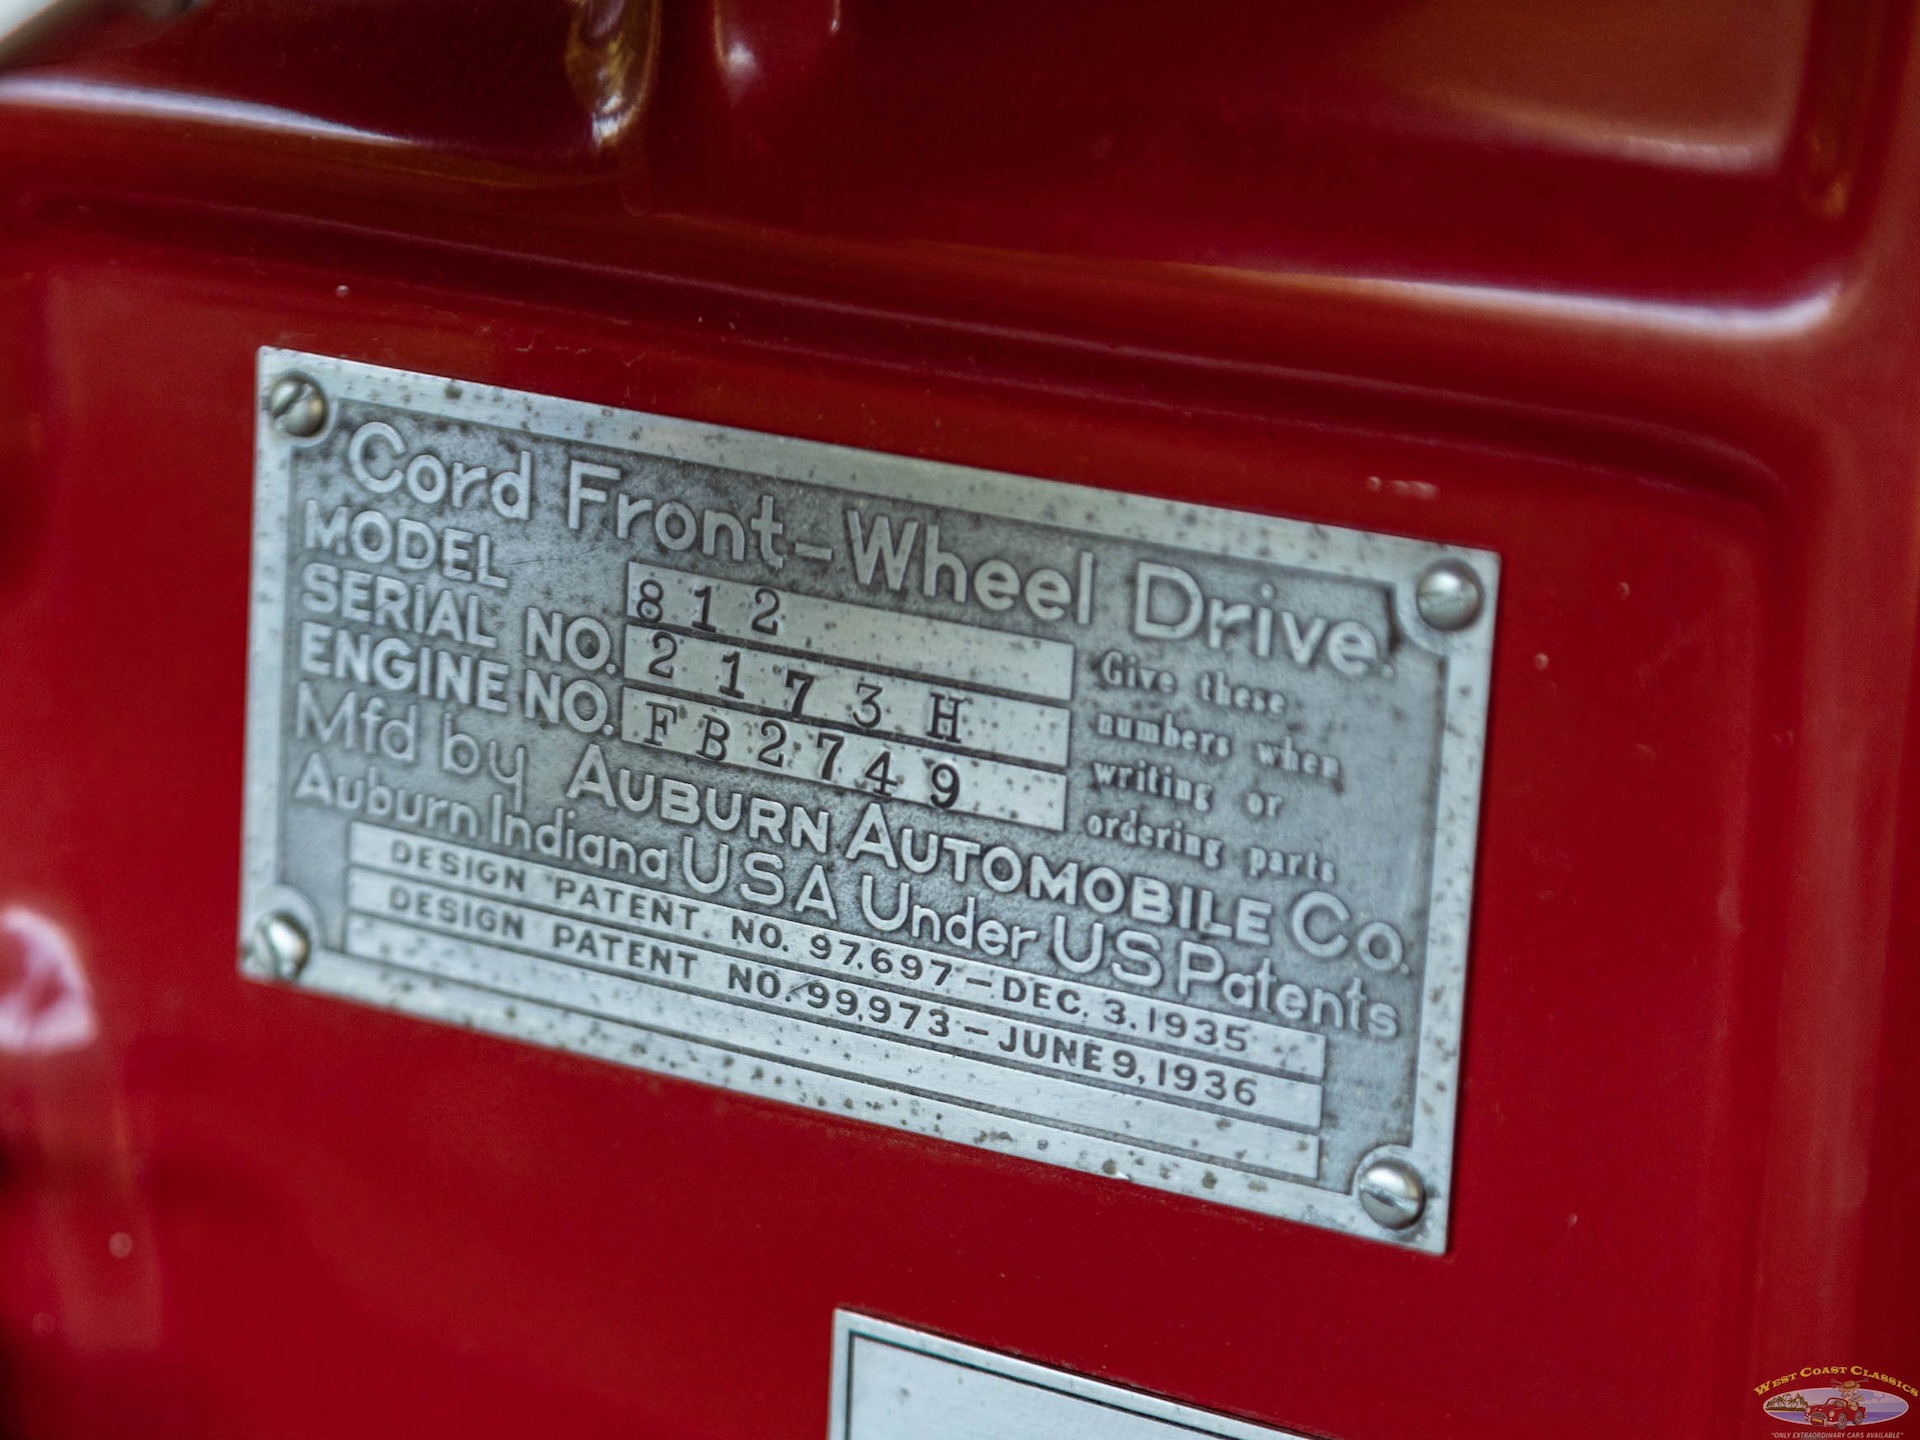 Cord Front-Wheel Drive.
MODEL 812
SERIAL NO. 2173H
ENGINE NO. FB2749
Give these
numbers when
writing or
ordering parts
Mfd by AUBURN AUTOMOBILE Co.
Auburn Indiana USA Under US Patents
DESIGN PATENT. NO. 97,697 - DEC. 3, 1935
DESIGN PATENT NO. 99,973 - JUNE 9, 1936
WEST COAST CLASSICS
"ONLY EXTRAORDINARY CARS AVAILABLE"